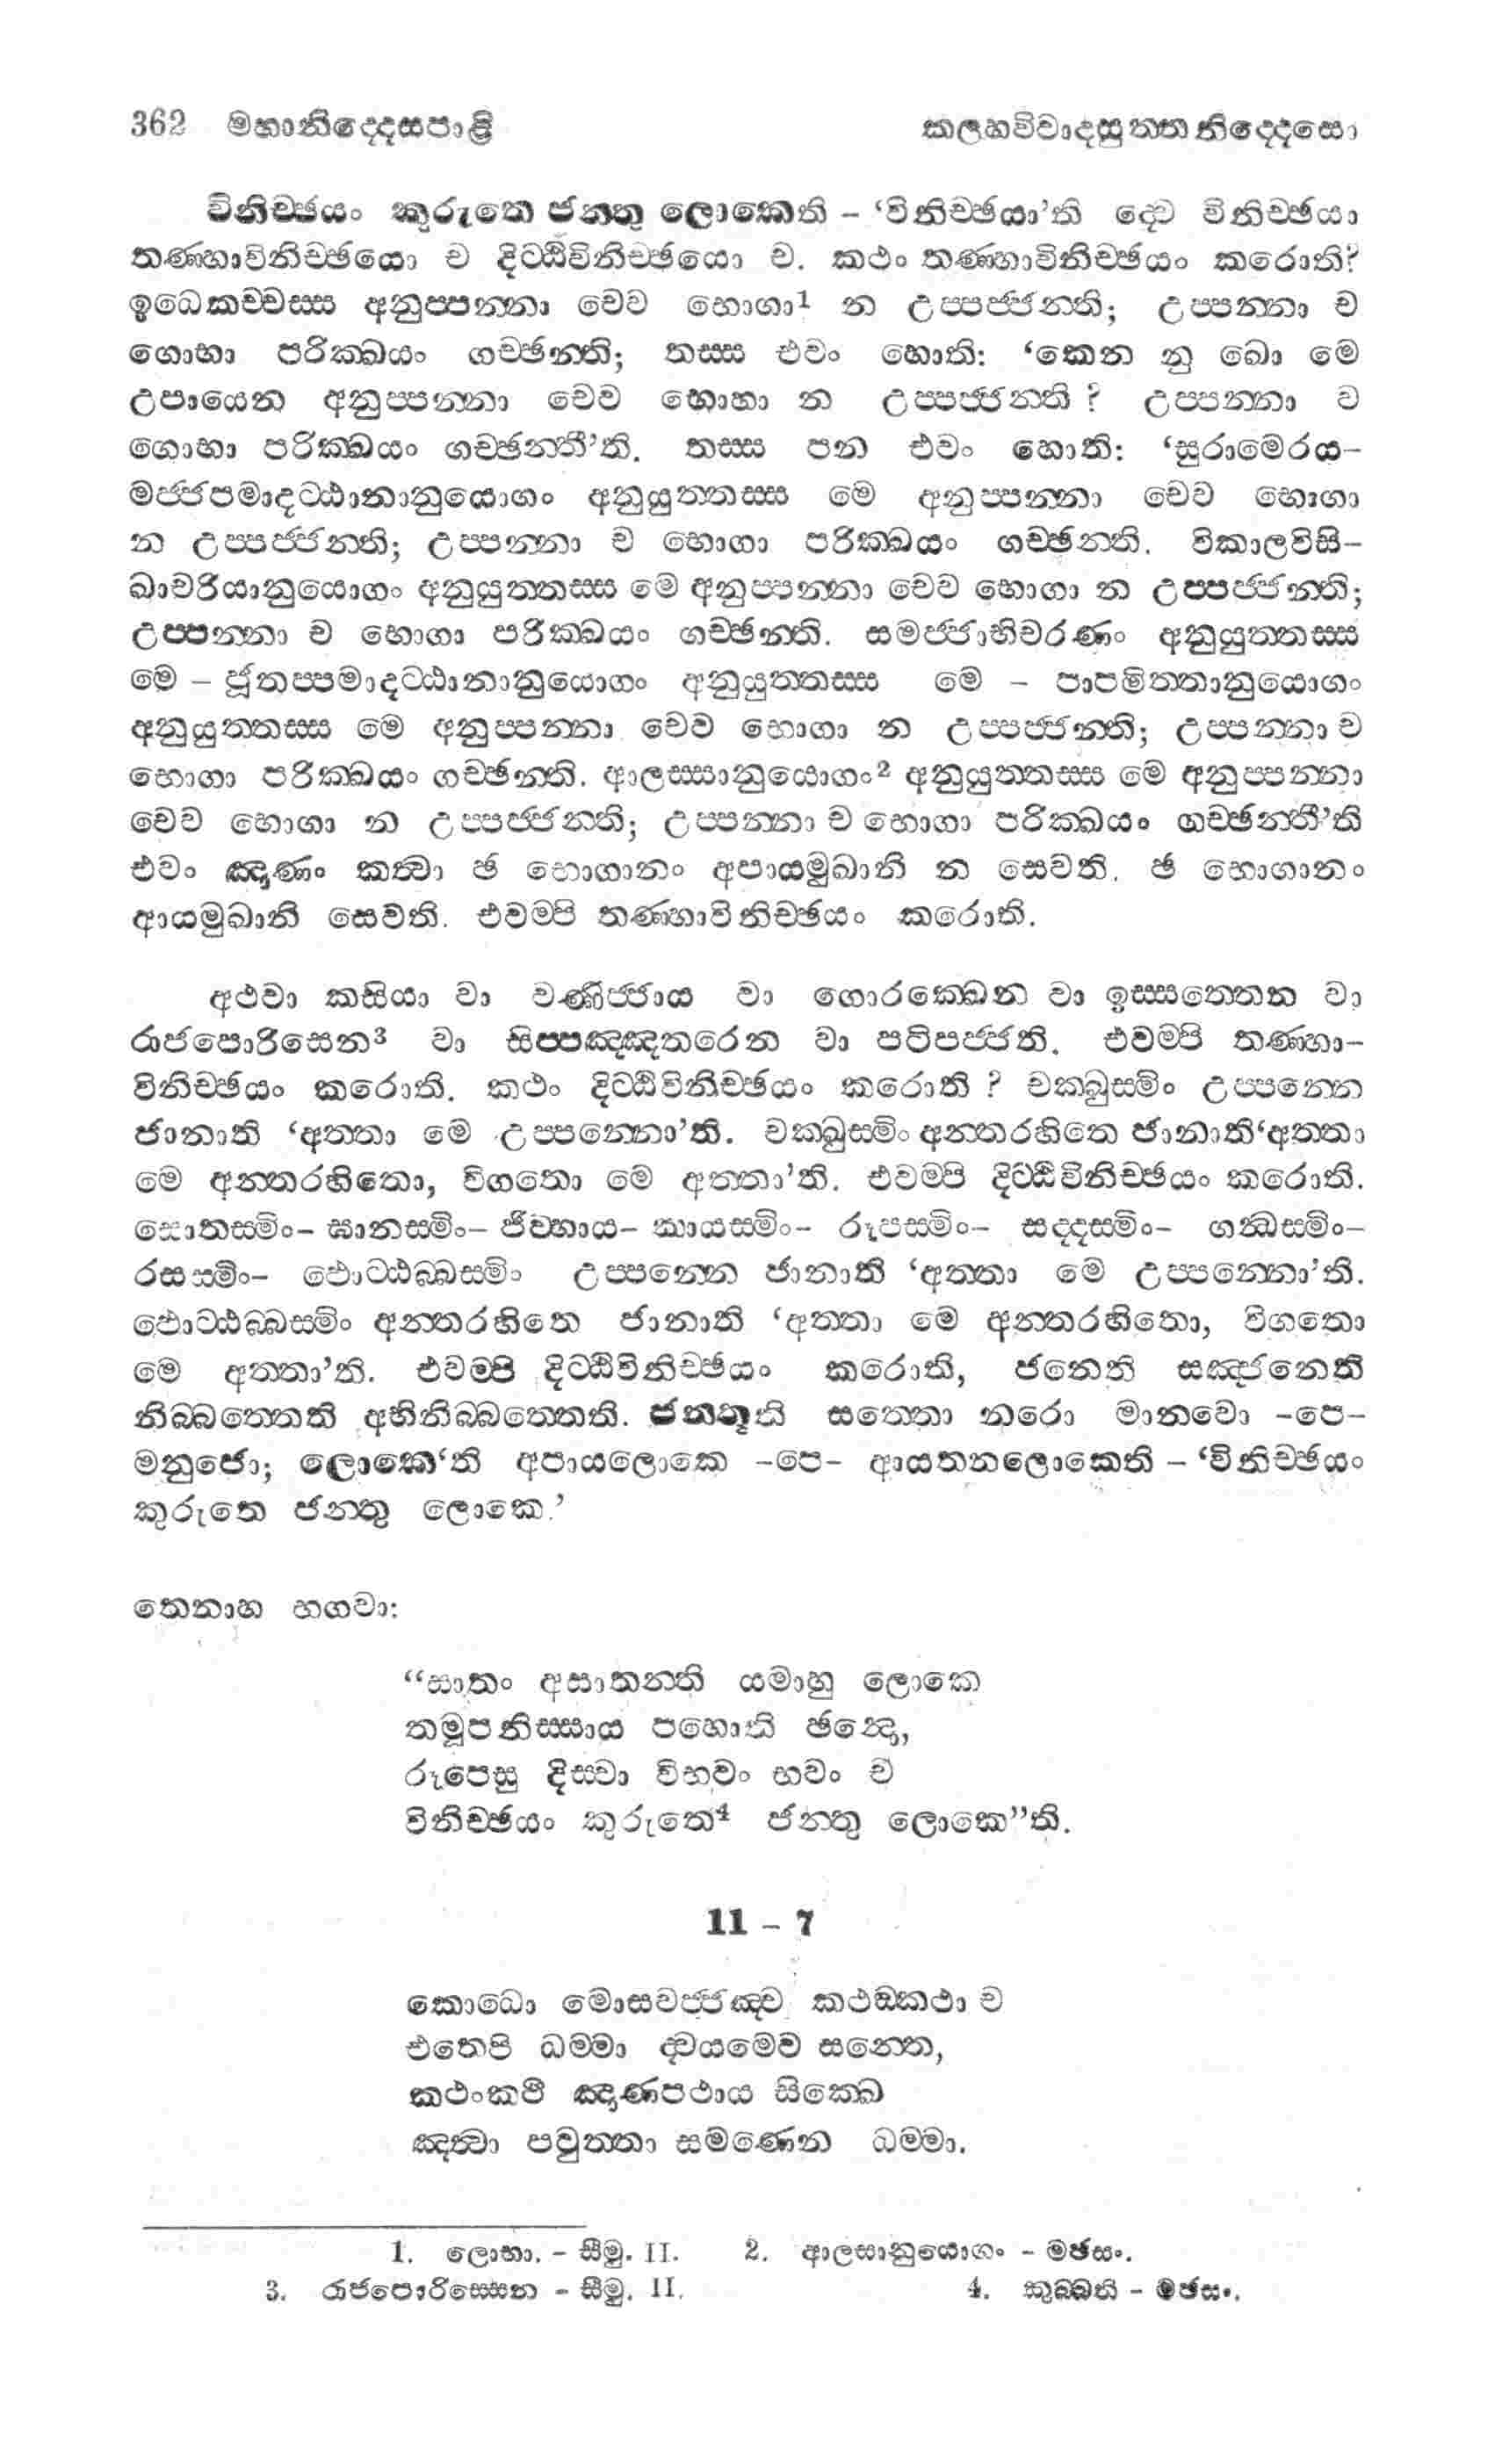 362 මහානිද්දෙසපාළි කලහවිවාදසුත්තනිද්දෙසො
විනිච්ඡයං කුරුතෙ ජන්තු ලොකෙති – ‘විනිච්ඡයා’ති ද්වෙ විනිච්ඡයා
තණ්හාවිනිච්ඡයො ච දිට්ඨිවිනිච්ඡයො ච. කථං තණ්හාවිනිච්ඡයං කරොති?
ඉධෙකච්චස්ස අනුප්පන්නා චෙව භොගා¹ න උප්පජ්ජන්ති; උප්පන්නා ච
ගොභා පරික්ඛයං ගච්ඡන්ති; තස්ස එවං හොති: ‘කෙන නු ඛො මෙ
උපායෙන අනුප්පන්නා චෙව භොහා න උප්පජ්ජන්ති ? උප්පන්නා ච
ගොභා පරික්ඛයං ගච්ඡන්තී’ති. තස්ස පන එවං හොති: ‘සුරාමෙරය–
මජ්ජපමාදට්ඨානානුයොගං අනුයුත්තස්ස මෙ අනුප්පන්නා චෙව භොගා
න උප්පජ්ජන්ති; උප්පන්නා ච භොගා පරික්ඛයං ගච්ඡන්ති. විකාලවිසි–
ඛාචරියානුයොගං අනුයුත්තස්ස මෙ අනුප්පන්නා චෙව භොගා න උප්පජ්ජන්ති;
උප්පන්නා ච භොගා පරික්ඛයං ගච්ඡන්ති. සමජ්ජාභිචරණං අනුයුත්තස්ස
මෙ – ජූතප්පමාදට්ඨානානුයොගං අනුයුත්තස්ස මෙ – පාපමිත්තානුයොගං
අනුයුත්තස්ස මෙ අනුප්පන්නා චෙව භොගා න උප්පජ්ජන්ති; උප්පන්නා ච
භොගා පරික්ඛයං ගච්ඡන්ති. ආලස්සානුයොගං² අනුයුත්තස්ස මෙ අනුප්පන්නා
චෙව භොගා න උප්පජ්ජන්ති; උප්පන්නා ච භොගා පරික්ඛයං ගච්ඡන්තී’ති
එවං ඤාණං කත්වා ඡ භොගානං අපායමුඛානි න සෙවති. ඡ භොගානං
ආයමුඛානි සෙවති. එවම්පි තණ්හාවිනිච්ඡයං කරොති.
අථවා කසියා වා වණිජ්ජාය වා ගොරක්ඛෙන වා ඉස්සත්තෙන වා
රාජපොරිසෙන³ වා සිප්පඤ්ඤතරෙන වා පටිපජ්ජති. එවම්පි තණ්හා–
විනිච්ඡයං කරොති. කථං දිට්ඨිවිනිච්ඡයං කරොති ? චක්ඛුස්මිං උප්පන්නෙ
ජානාති ‘අත්තා මෙ උප්පන්නො’ති. චක්ඛුස්මිං අන්තරහිතෙ ජානාති‘අත්තා
මෙ අන්තරහිතො, විගතො මෙ අත්තා’ති. එවම්පි දිට්ඨිවිනිච්ඡයං කරොති.
සොතස්මිං– ඝානස්මිං– ජිව්හාය– කායස්මිං– රූපස්මිං– සද්දස්මිං– ගන්ධස්මිං–
රසස්මිං– ඵොට්ඨබ්බස්මිං උප්පන්නෙ ජානාති ‘අත්තා මෙ උප්පන්නො’ති.
ඵොට්ඨබ්බස්මිං අන්තරහිතෙ ජානාති ‘අත්තා මෙ අන්තරහිතො, විගතො
මෙ අත්තා’ති. එවම්පි දිට්ඨිවිනිච්ඡයං කරොති, ජනෙති සඤ්ජනෙති
නිබ්බත්තෙති අභිනිබ්බත්තෙති. ජන්තූති සත්තො නරො මානවො –පෙ–
මනුජො; ලොකෙ‘ති අපායලොකෙ –පෙ– ආයතනලොකෙති – ‘විනිච්ඡයං
කුරුතෙ ජන්තු ලොකෙ.’
තෙනාහ භගවා:
“සාතං අසාතන්ති යමාහු ලොකෙ
තමූපනිස්සාය පහොති ඡන්දො,
රූපෙසු දිස්වා විභවං භවං ච
විනිච්ඡයං කුරුතෙ⁴ ජන්තු ලොකෙ”ති.
11 – 7
කොධො මොසවජ්ජඤ්ච කථඞ්කථා ච
එතෙපි ධම්මා ද්වයමෙව සන්තෙ,
කථංකථී ඤාණපථාය සික්ඛෙ
ඤත්වා පවුත්තා සමණෙන ධම්මා.
1. ලොභා. – සීමු. II. 2. ආලසානුයොගං – මඡසං.
3. රාජපොරිස්සෙන – සීමු. II. 4. කුබ්බති – මඡසං.